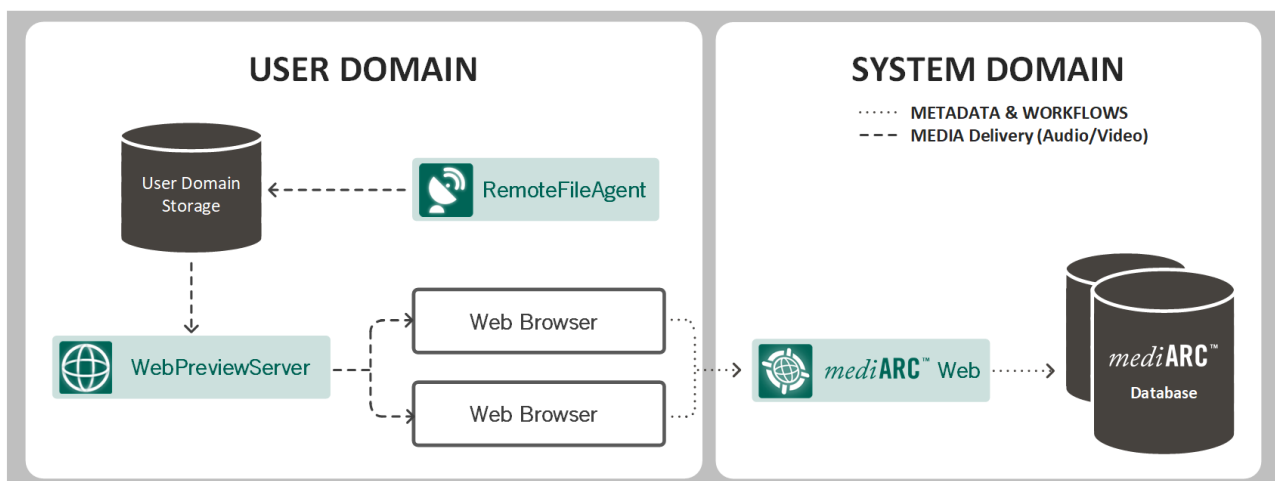 USER DOMAIN
User Domain
Storage
RemoteFileAgent
WebPreviewServer
Web Browser
Web Browser
SYSTEM DOMAIN
METADATA & WORKFLOWS
MEDIA Delivery (Audio/Video)
mediARC™ Web
mediARC™
Database